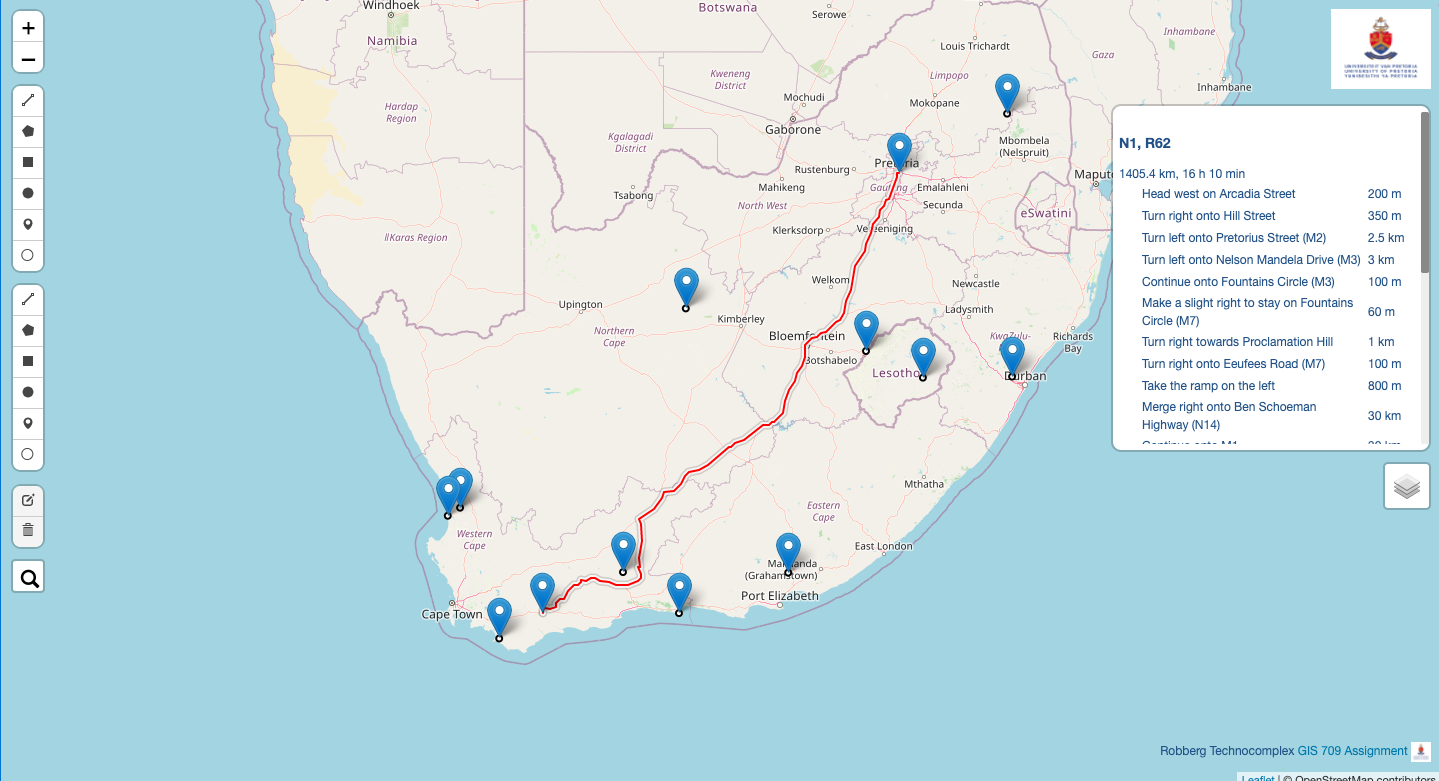 Windhoek
Botswana
Serowe
Namibia
Louis Trichardt
Inhambane
Gaza
Kweneng
District
Limpopo
Inhambane
Hardap
Region
Mochudi
Mokopane
Gaborone
Kgalagadi
District
Mbombela
(Nelspruit)
Pretoria
Rustenburg
Mahikeng
Gauteng
Emalahleni
Maputo
Tsabong
North West
Secunda
eSwatini
Klerksdorp
Vereeniging
ǁKaras Region
Welkom
Newcastle
Upington
Kimberley
Ladysmith
Northern
Cape
Bloemfontein
KwaZulu-
Richards
Bay
Botshabelo
Lesotho
Durban
Mthatha
Eastern
Cape
Western
Cape
East London
Makhanda
(Grahamstown)
Port Elizabeth
Cape Town
UNIVERSITEIT VAN PRETORIA
UNIVERSITY OF PRETORIA
YUNIBESITHI YA PRETORIA
N1, R62
1405.4 km, 16 h 10 min
Head west on Arcadia Street 200 m
Turn right onto Hill Street 350 m
Turn left onto Pretorius Street (M2) 2.5 km
Turn left onto Nelson Mandela Drive (M3) 3 km
Continue onto Fountains Circle (M3) 100 m
Make a slight right to stay on Fountains
Circle (M7) 60 m
Turn right towards Proclamation Hill 1 km
Turn right onto Eeufees Road (M7) 100 m
Take the ramp on the left 800 m
Merge right onto Ben Schoeman
Highway (N14) 30 km
Continue onto M1
Robberg Technocomplex GIS 709 Assignment
Leaflet | © OpenStreetMap contributors